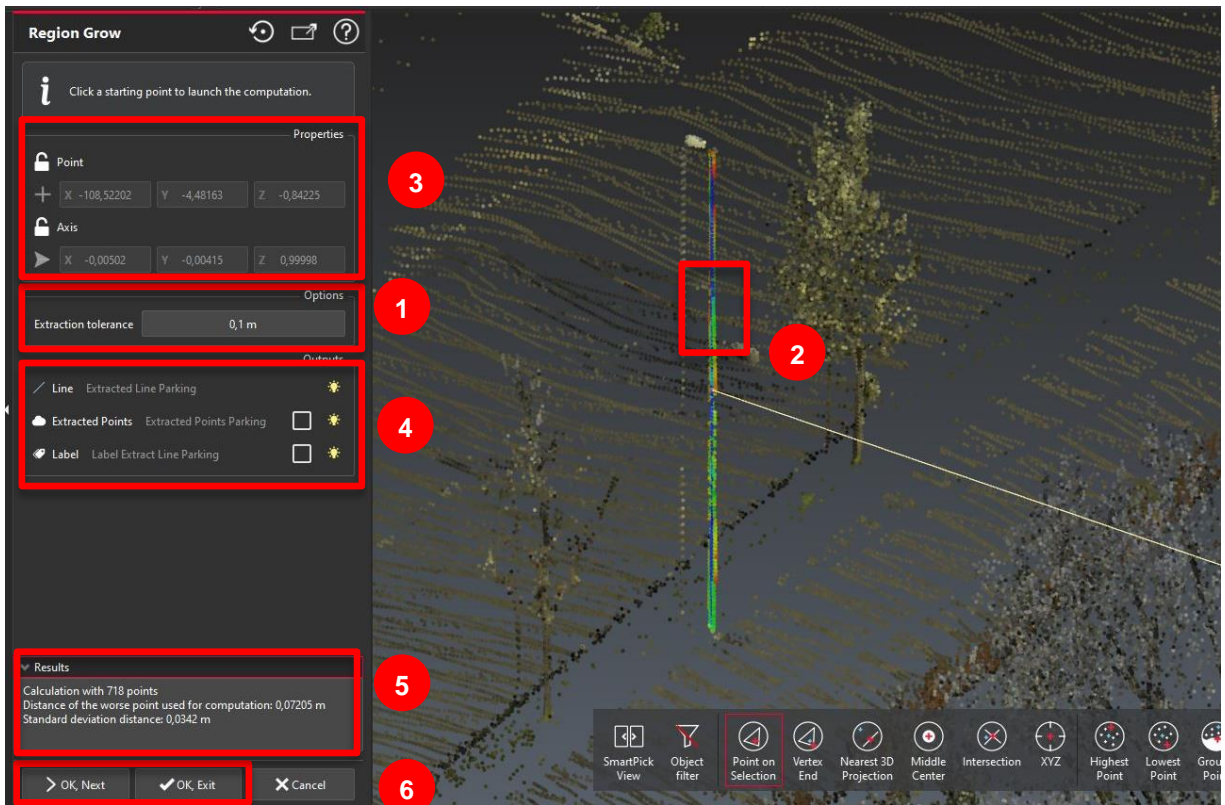 Region Grow
i Click a starting point to launch the computation.
Properties
Point
X -108,52202 Y -4,48163 Z -0,84225
Axis
X -0,00502 Y -0,00415 Z 0,99998
3
Options
Extraction tolerance 0,1 m
1
2
Outputs
Line Extracted Line Parking
Extracted Points Extracted Points Parking
Label Label Extract Line Parking
4
Results
Calculation with 718 points
Distance of the worse point used for computation: 0,07205 m
Standard deviation distance: 0,0342 m
5
OK, Next OK, Exit Cancel
6
SmartPick View
Object filter
Point on Selection
Vertex End
Nearest 3D Projection
Middle Center
Intersection
XYZ
Highest Point
Lowest Point